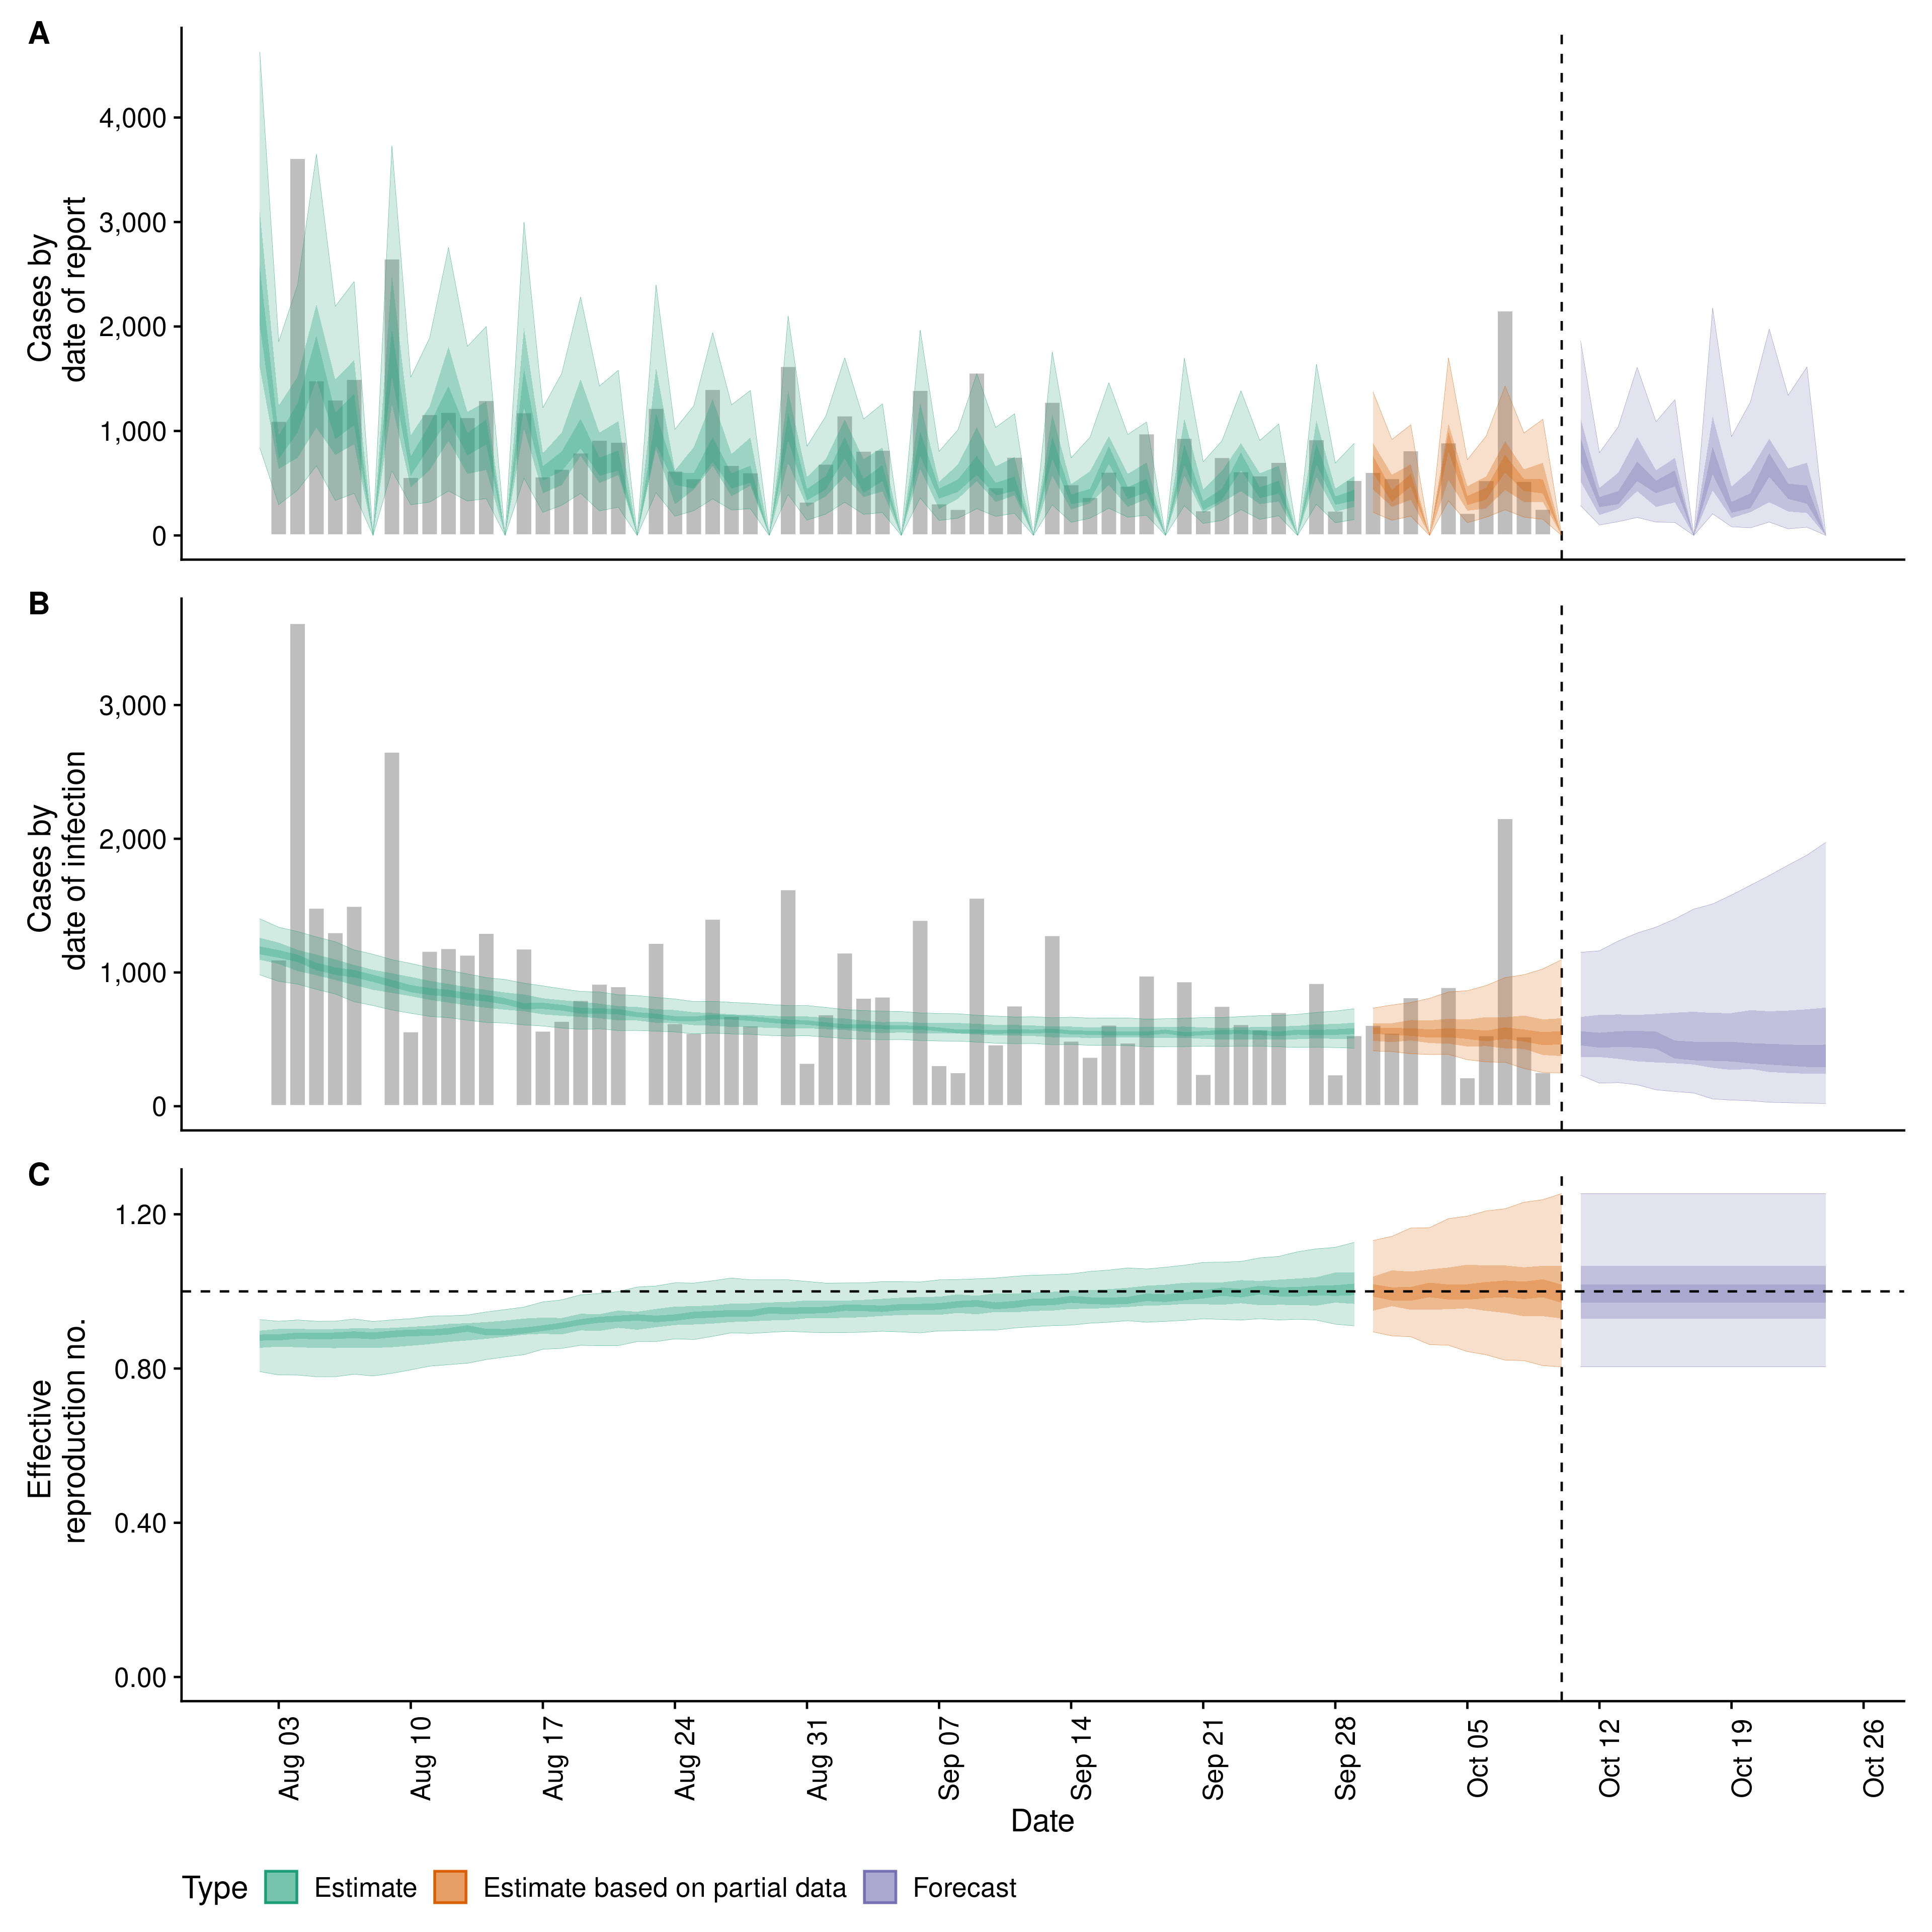 A
Cases by
date of report
4,000
3,000
2,000
1,000
0
B
Cases by
date of infection
3,000
2,000
1,000
0
C
Effective
reproduction no.
1.20
0.80
0.40
0.00
Aug 03
Aug 10
Aug 17
Aug 24
Aug 31
Sep 07
Sep 14
Sep 21
Sep 28
Oct 05
Oct 12
Oct 19
Oct 26
Date
Type Estimate Estimate based on partial data Forecast